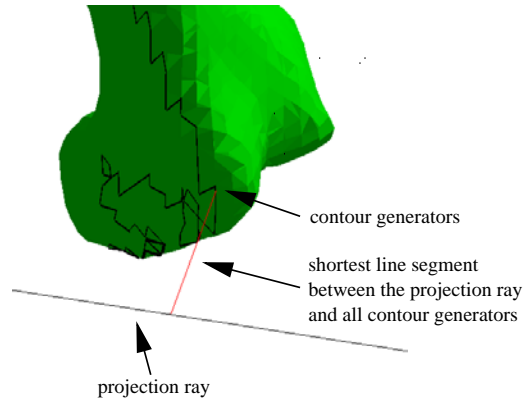 contour generators
shortest line segment
between the projection ray
and all contour generators
projection ray